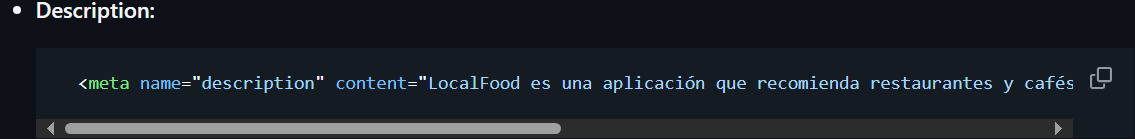 Description:
<meta name="description" content="LocalFood es una aplicación que recomienda restaurantes y cafés